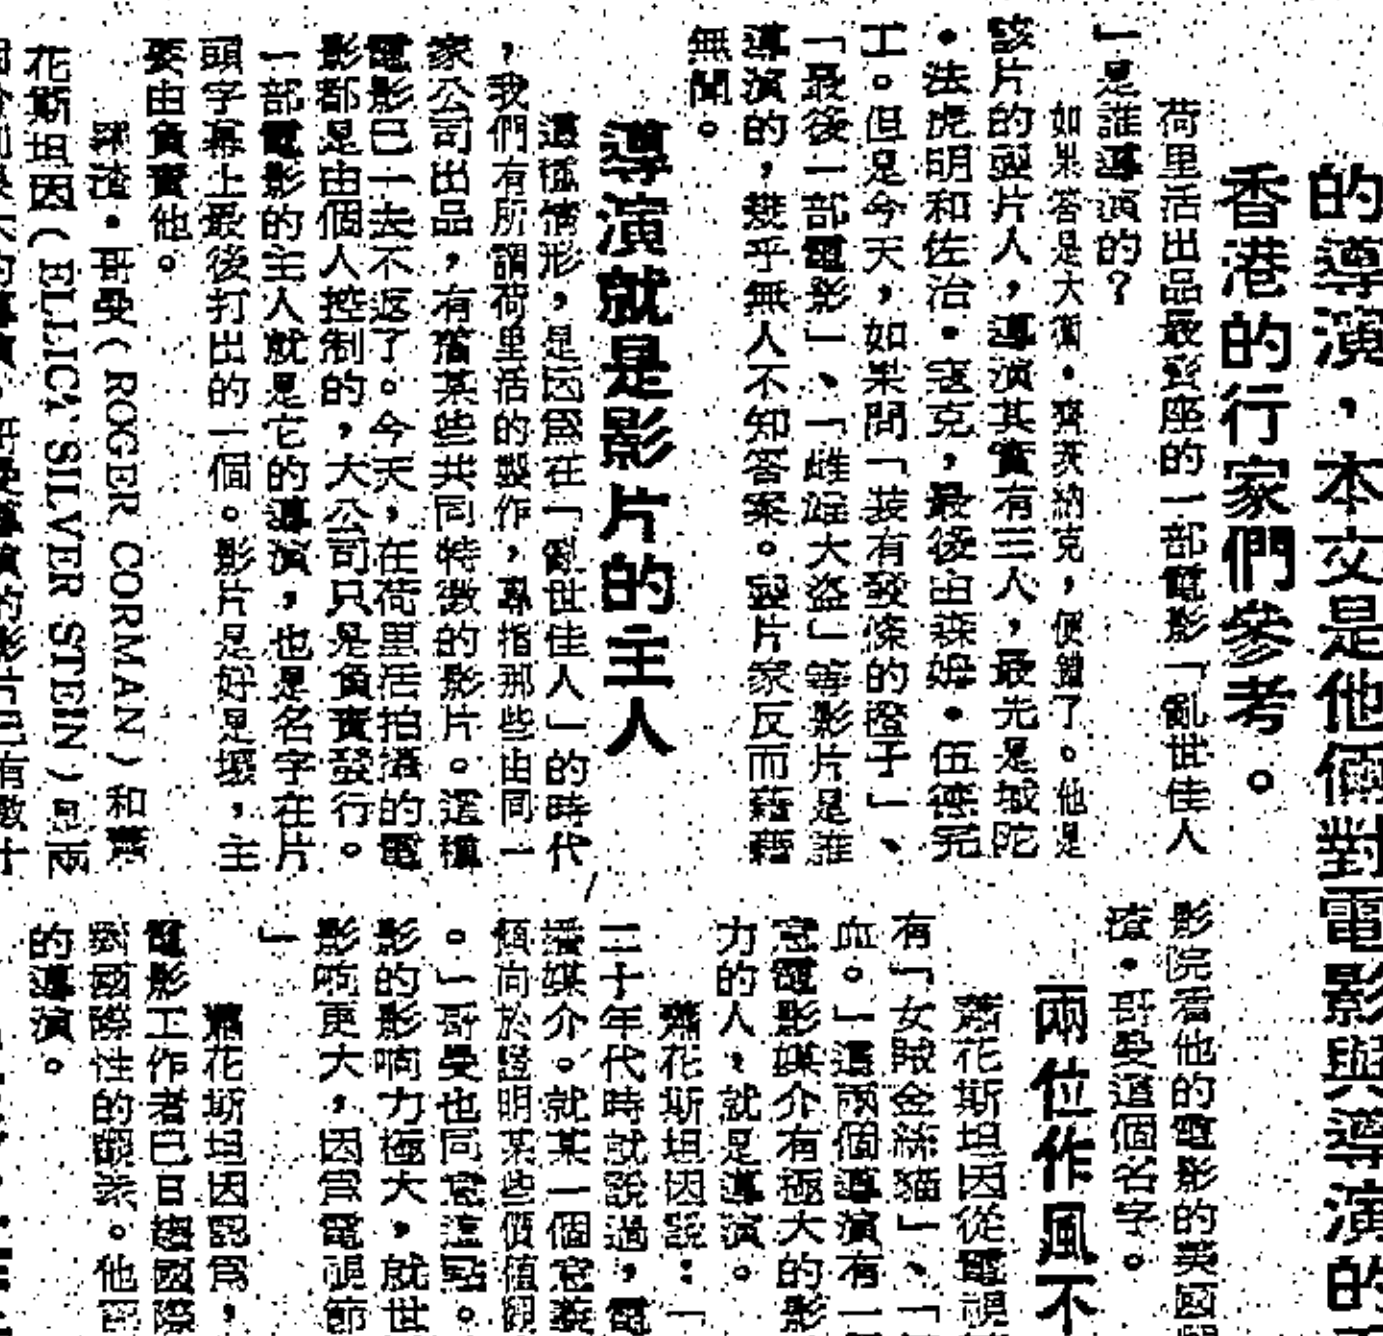 的導演，本文是他倆對電影與導演的
香港的行家們參考。
荷里活出品最賣座的一部電影「亂世佳人
」是誰導演的？
如果答是大衛•齊茨納克，便錯了。他是
該片的製片人，導演其實有三人，最先是域陀
•法虎明和佐治•寇克，最後由森姆•伍德完
工。但是今天，如果問「裝有發條的橙子」、
「最後一部電影」、「雌雄大盜」等影片是誰
導演的，幾乎無人不知答案。製片家反而藉藉
無聞。
導演就是影片的主人
這種情形，是因為在「亂世佳人」的時代
，我們有所謂荷里活的製作，專指那些由同一
家公司出品，有舊某些共同特徵的影片。這種
電影已一去不返了。今天，在荷里活拍攝的電
影都是由個人控制的，大公司只是負責發行。
一部電影的主人就是它的導演，也是名字在片
頭字幕上最後打出的一個。影片是好是壞，主
要由負責他。
羅渣•哥曼（ROGER CORMAN）和蕭
花斯坦因（ELLIOT SILVER STEIN）是兩
影院看他的電影的美國
渣•哥曼這個名字。
兩位作風不
蕭花斯坦因從電視
有「女賊金絲貓」、「
血。」這兩個導演有一
意電影媒介有極大的影
力的人，就是導演。
蕭花斯坦因說：「
二十年代時就說過，電
播媒介。就某一個意義
傾向於證明某些價值觀
。」哥曼也同意這點。
影的影响力極大，就世
影响更大，因為電視節
」
蕭花斯坦因認為，
電影工作者已日趨國際
到國際性的觀眾。他
的導演。